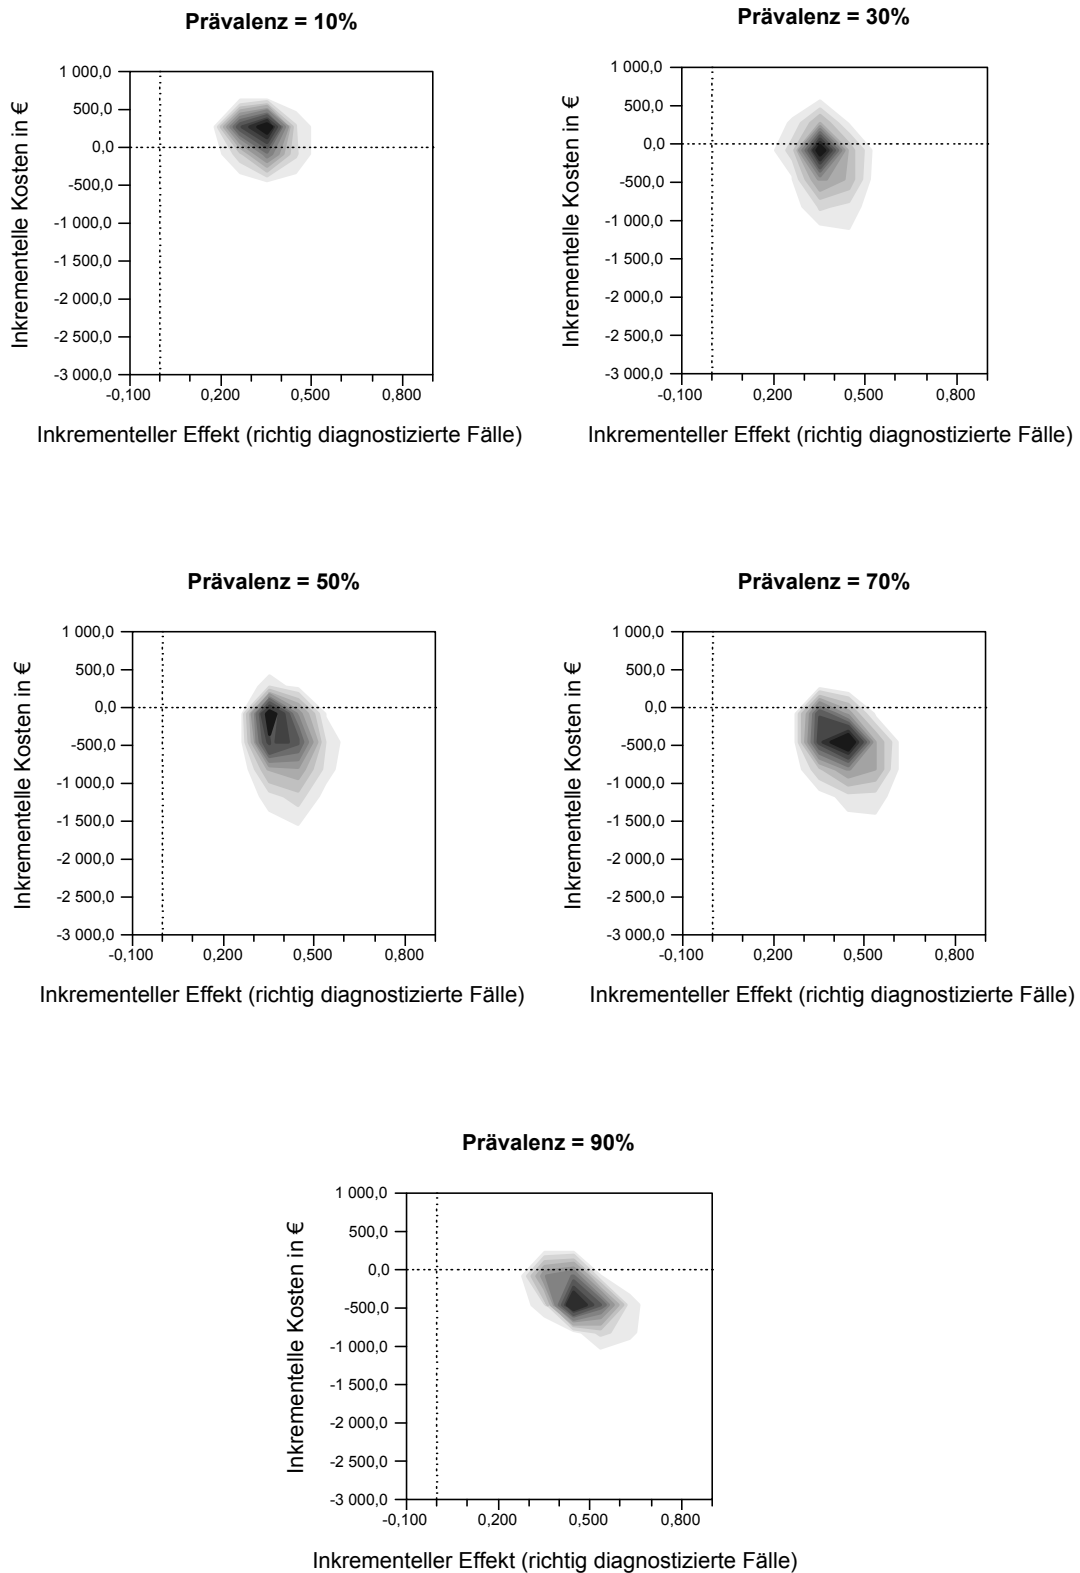 Prävalenz = 10%
Inkrementelle Kosten in €
1 000,0
500,0
0,0
-500,0
-1 000,0
-1 500,0
-2 000,0
-2 500,0
-3 000,0
-0,100 0,200 0,500 0,800
Inkrementeller Effekt (richtig diagnostizierte Fälle)
Prävalenz = 30%
Inkrementelle Kosten in €
1 000,0
500,0
0,0
-500,0
-1 000,0
-1 500,0
-2 000,0
-2 500,0
-3 000,0
-0,100 0,200 0,500 0,800
Inkrementeller Effekt (richtig diagnostizierte Fälle)
Prävalenz = 50%
Inkrementelle Kosten in €
1 000,0
500,0
0,0
-500,0
-1 000,0
-1 500,0
-2 000,0
-2 500,0
-3 000,0
-0,100 0,200 0,500 0,800
Inkrementeller Effekt (richtig diagnostizierte Fälle)
Prävalenz = 70%
Inkrementelle Kosten in €
1 000,0
500,0
0,0
-500,0
-1 000,0
-1 500,0
-2 000,0
-2 500,0
-3 000,0
-0,100 0,200 0,500 0,800
Inkrementeller Effekt (richtig diagnostizierte Fälle)
Prävalenz = 90%
Inkrementelle Kosten in €
1 000,0
500,0
0,0
-500,0
-1 000,0
-1 500,0
-2 000,0
-2 500,0
-3 000,0
-0,100 0,200 0,500 0,800
Inkrementeller Effekt (richtig diagnostizierte Fälle)